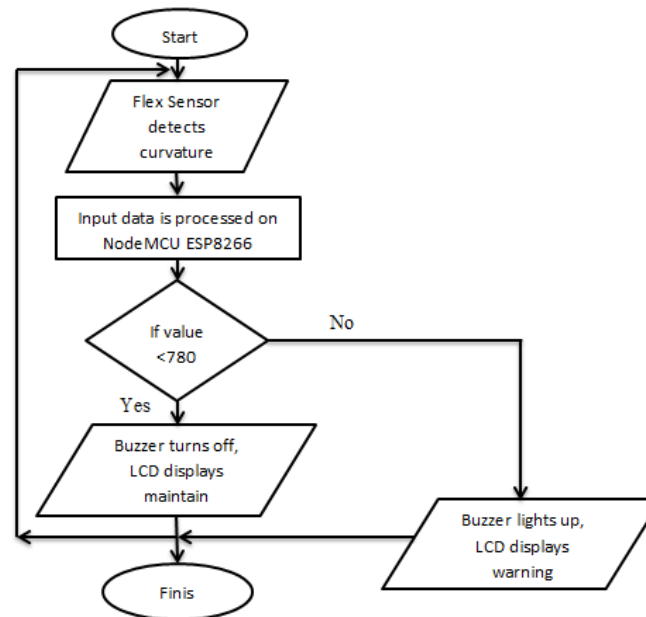 Start
Flex Sensor
detects
curvature
Input data is processed on
NodeMCU ESP8266
If value
<780
No
Yes
Buzzer turns off,
LCD displays
maintain
Buzzer lights up,
LCD displays
warning
Finis